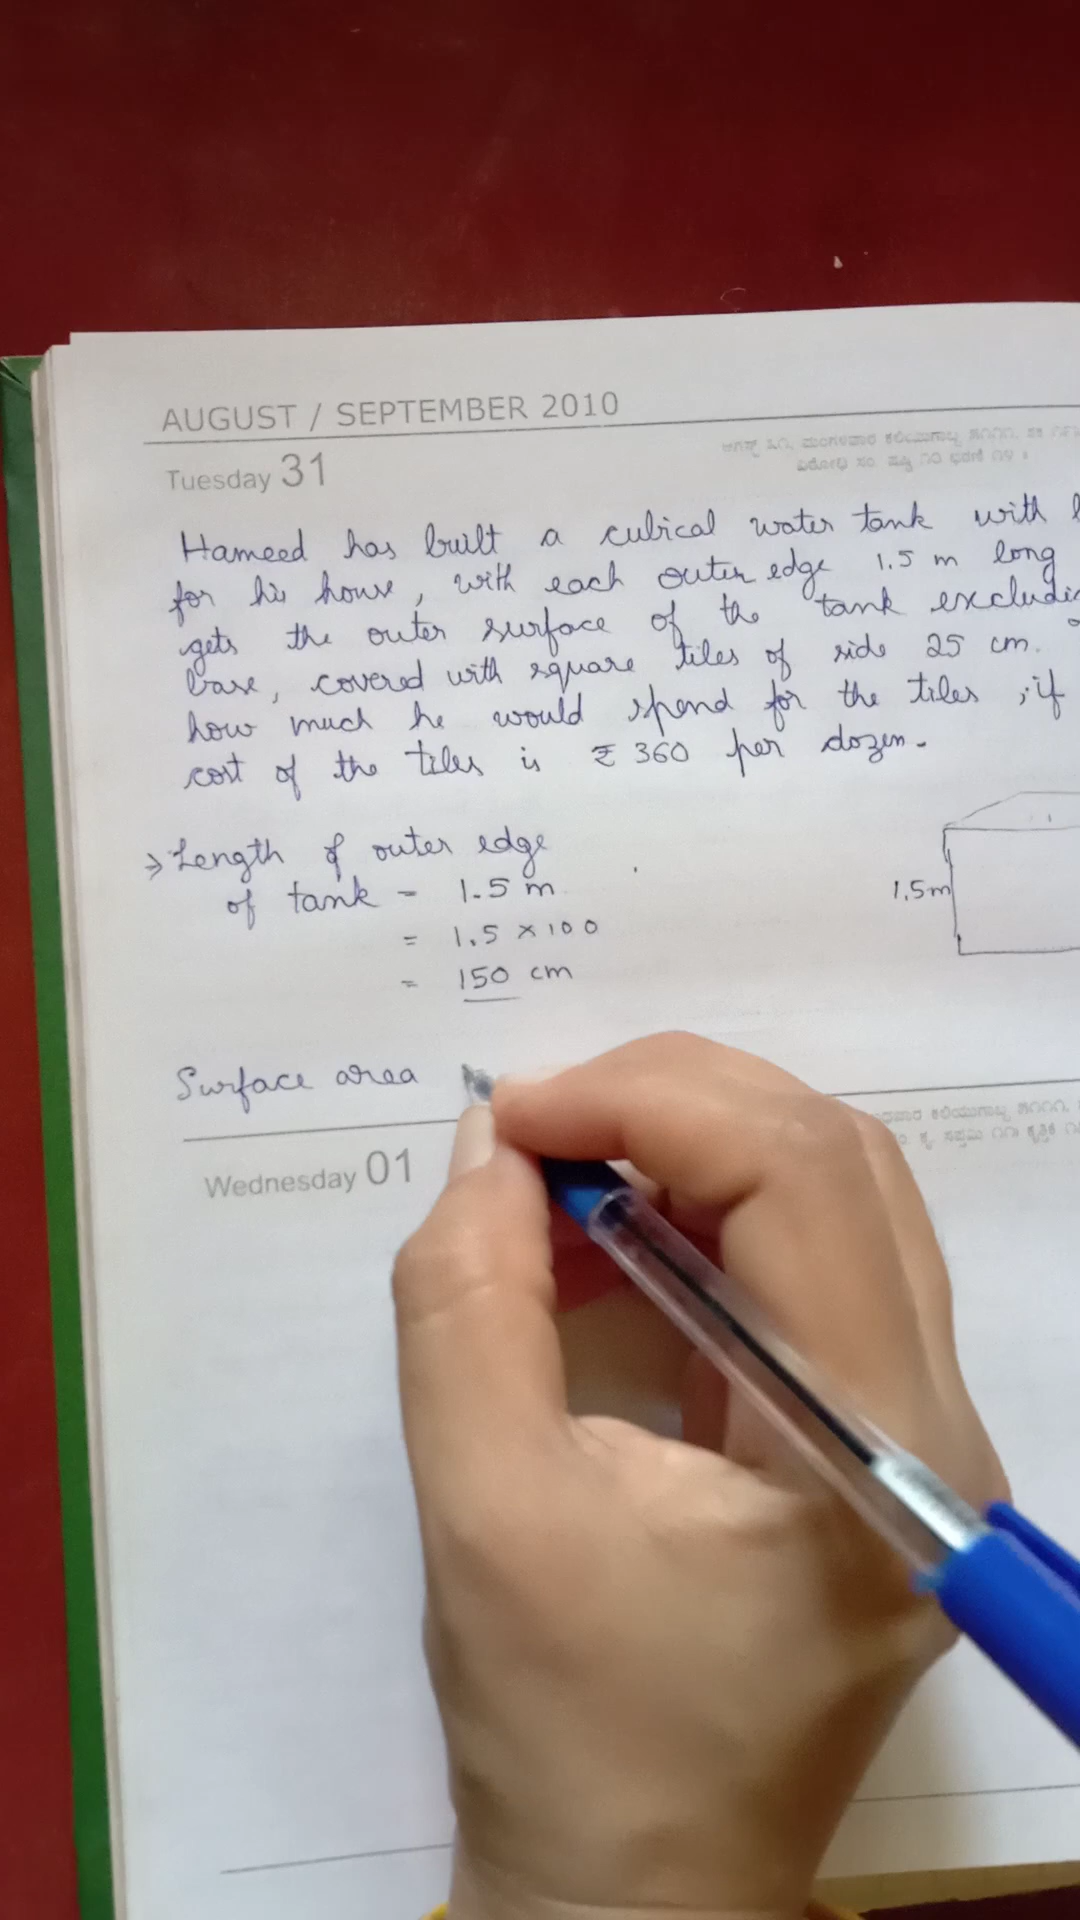 AUGUST / SEPTEMBER 2010
Tuesday 31
Hameed has built a cubical water tank with
for his house, with each outer edge 1.5 m long
gets the outer surface of the tank excludin
base, covered with square tiles of side 25 cm.
how much he would spend for the tiles, if
cost of the tiles is ₹ 360 per dozen.
→ Length of outer edge
of tank = 1.5 m
= 1.5 × 100
= 150 cm
1.5m
Surface area
Wednesday 01